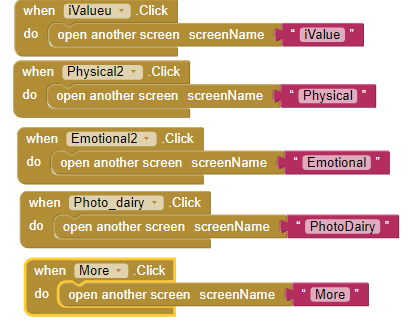 when iValueu .Click
do open another screen screenName " iValue "
when Physical2 .Click
do open another screen screenName " Physical "
when Emotional2 .Click
do open another screen screenName " Emotional "
when Photo_dairy .Click
do open another screen screenName " PhotoDairy "
when More .Click
do open another screen screenName " More "